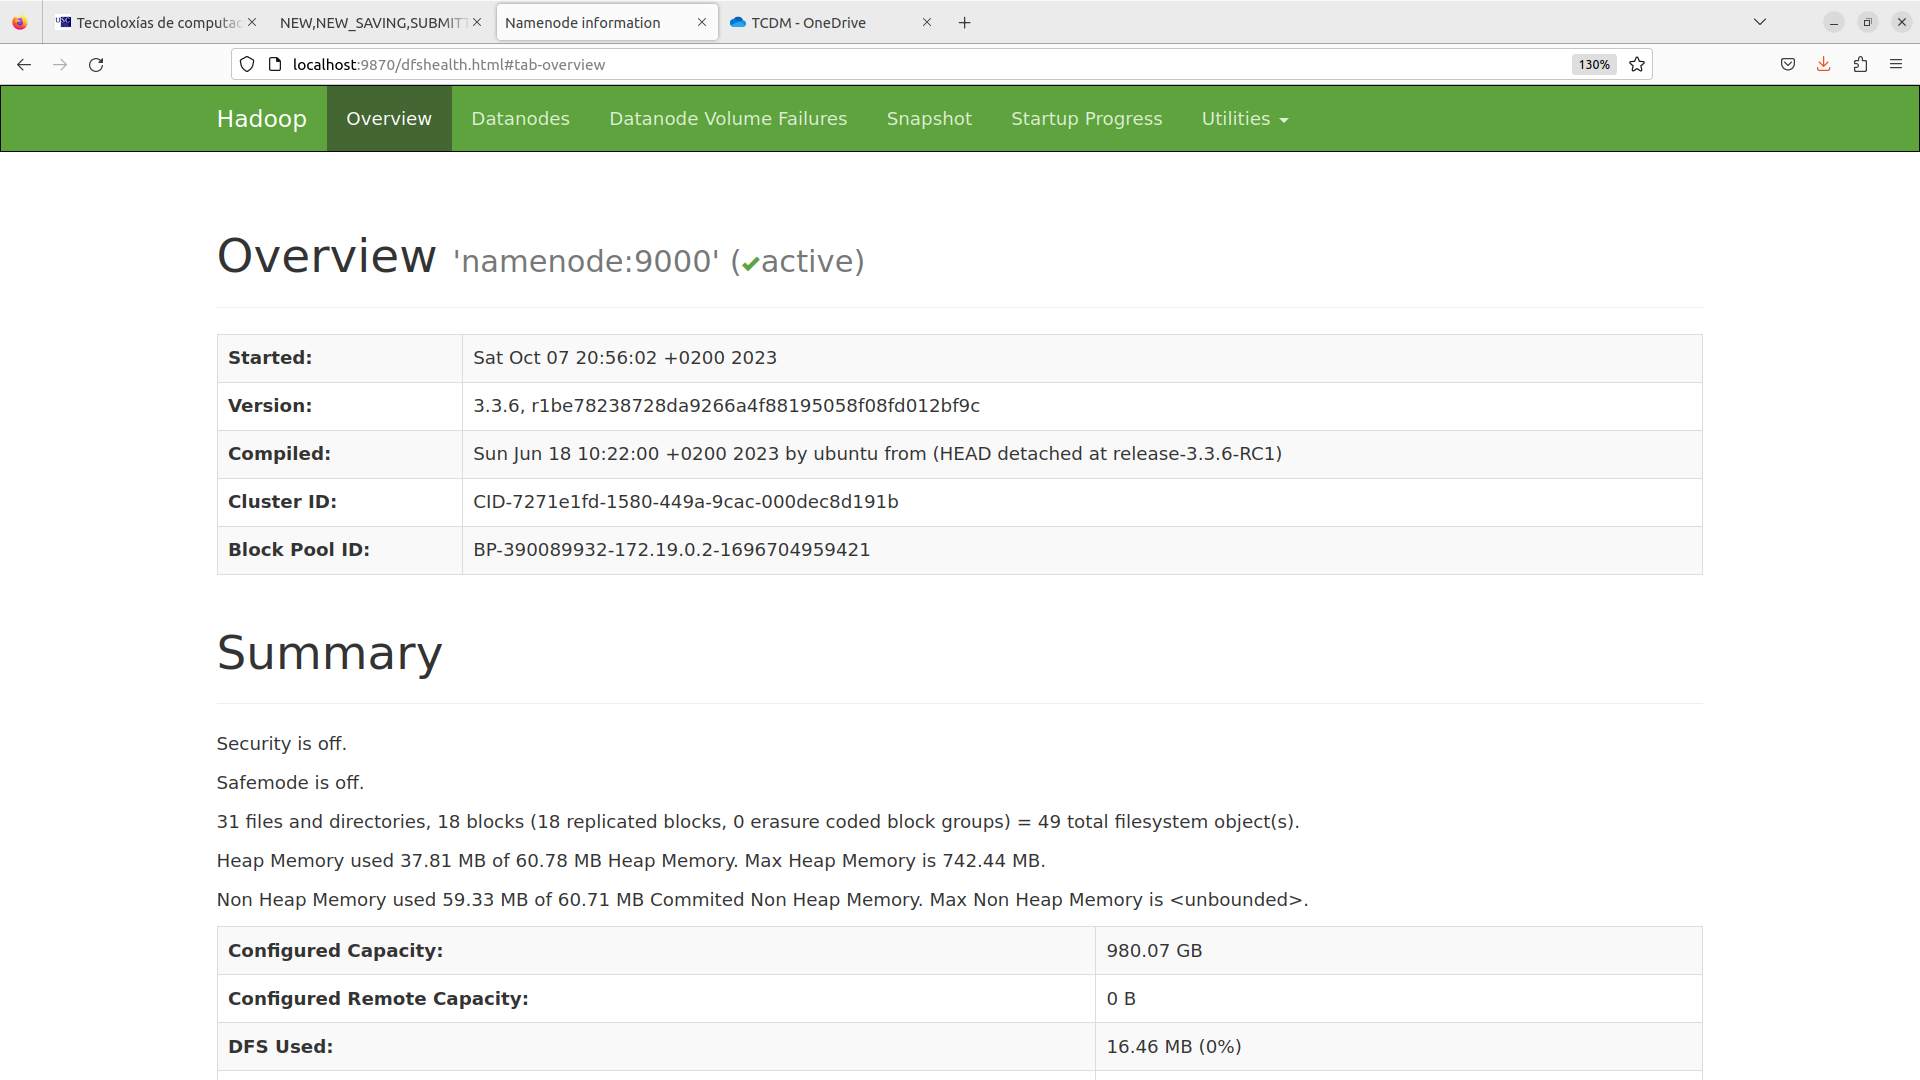 Tecnoloxías de computac
NEW,NEW_SAVING,SUBMITT
Namenode information
TCDM - OneDrive
localhost:9870/dfshealth.html#tab-overview
130%
Hadoop Overview Datanodes Datanode Volume Failures Snapshot Startup Progress Utilities
Overview 'namenode:9000' (✔active)
Started: Sat Oct 07 20:56:02 +0200 2023
Version: 3.3.6, r1be78238728da9266a4f88195058f08fd012bf9c
Compiled: Sun Jun 18 10:22:00 +0200 2023 by ubuntu from (HEAD detached at release-3.3.6-RC1)
Cluster ID: CID-7271e1fd-1580-449a-9cac-000dec8d191b
Block Pool ID: BP-390089932-172.19.0.2-1696704959421
Summary
Security is off.
Safemode is off.
31 files and directories, 18 blocks (18 replicated blocks, 0 erasure coded block groups) = 49 total filesystem object(s).
Heap Memory used 37.81 MB of 60.78 MB Heap Memory. Max Heap Memory is 742.44 MB.
Non Heap Memory used 59.33 MB of 60.71 MB Commited Non Heap Memory. Max Non Heap Memory is <unbounded>.
Configured Capacity: 980.07 GB
Configured Remote Capacity: 0 B
DFS Used: 16.46 MB (0%)